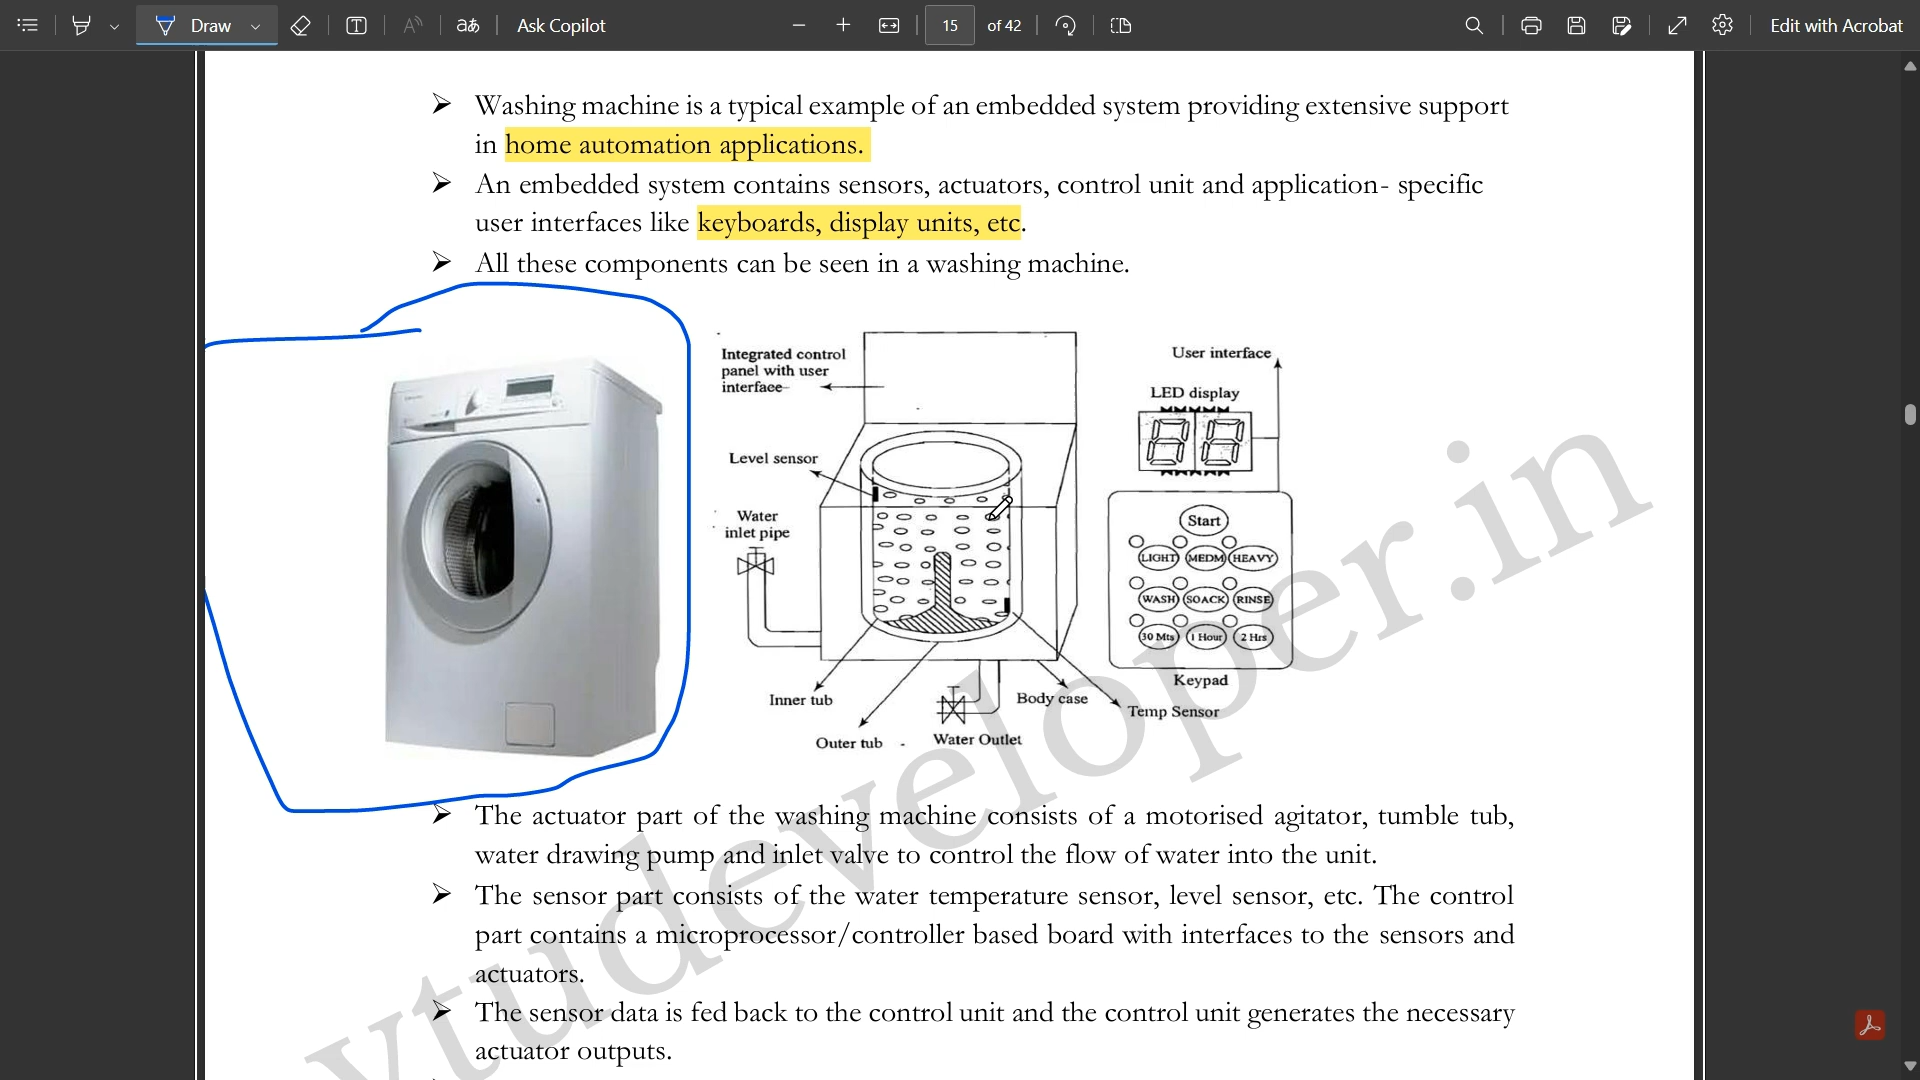 Draw
Ask Copilot
15
of 42
Edit with Acrobat
➢ Washing machine is a typical example of an embedded system providing extensive support
in home automation applications.
➢ An embedded system contains sensors, actuators, control unit and application- specific
user interfaces like keyboards, display units, etc.
➢ All these components can be seen in a washing machine.
Integrated control
panel with user
interface
Level sensor
Water
inlet pipe
Inner tub
Outer tub
Water Outlet
Body case
Temp Sensor
User interface
LED display
88
Start
LIGHT MEDM HEAVY
WASH SOACK RINSE
30 Mts 1 Hour 2 Hrs
Keypad
➢ The actuator part of the washing machine consists of a motorised agitator, tumble tub,
water drawing pump and inlet valve to control the flow of water into the unit.
➢ The sensor part consists of the water temperature sensor, level sensor, etc. The control
part contains a microprocessor/controller based board with interfaces to the sensors and
actuators.
➢ The sensor data is fed back to the control unit and the control unit generates the necessary
actuator outputs.
vtudeveloper.in